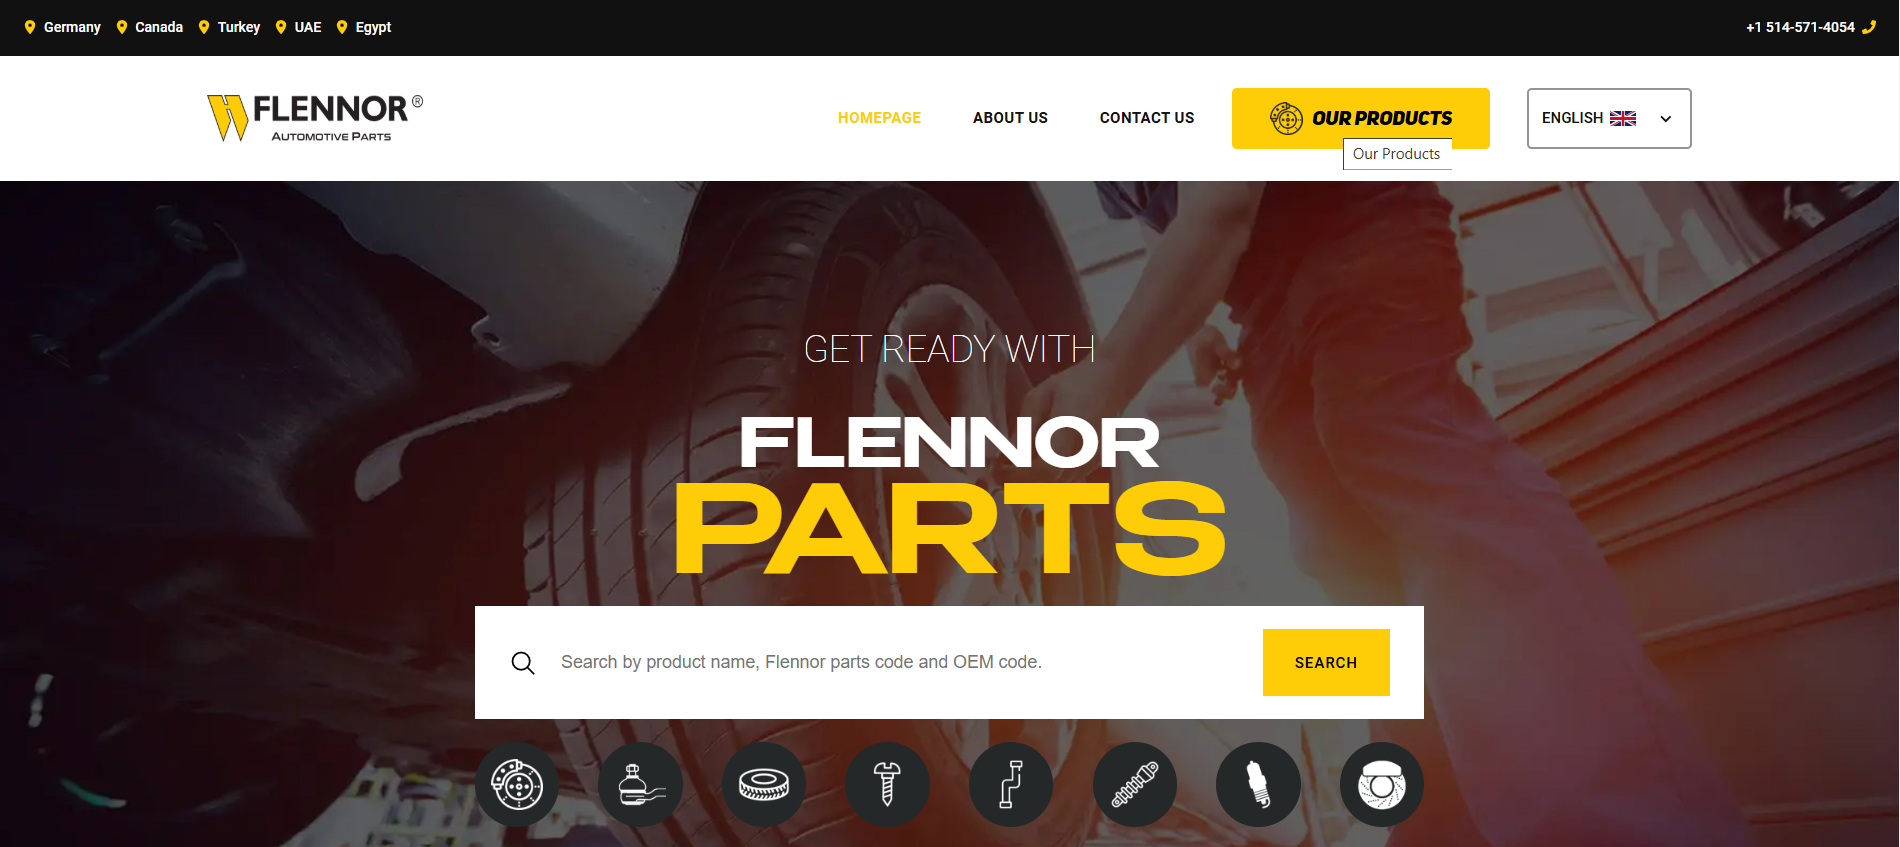 Germany Canada Turkey UAE Egypt
+1 514-571-4054
FLENNOR®
AUTOMOTIVE PARTS
HOMEPAGE
ABOUT US
CONTACT US
OUR PRODUCTS
ENGLISH
Our Products
GET READY WITH
FLENNOR
PARTS
Search by product name, Flennor parts code and OEM code.
SEARCH